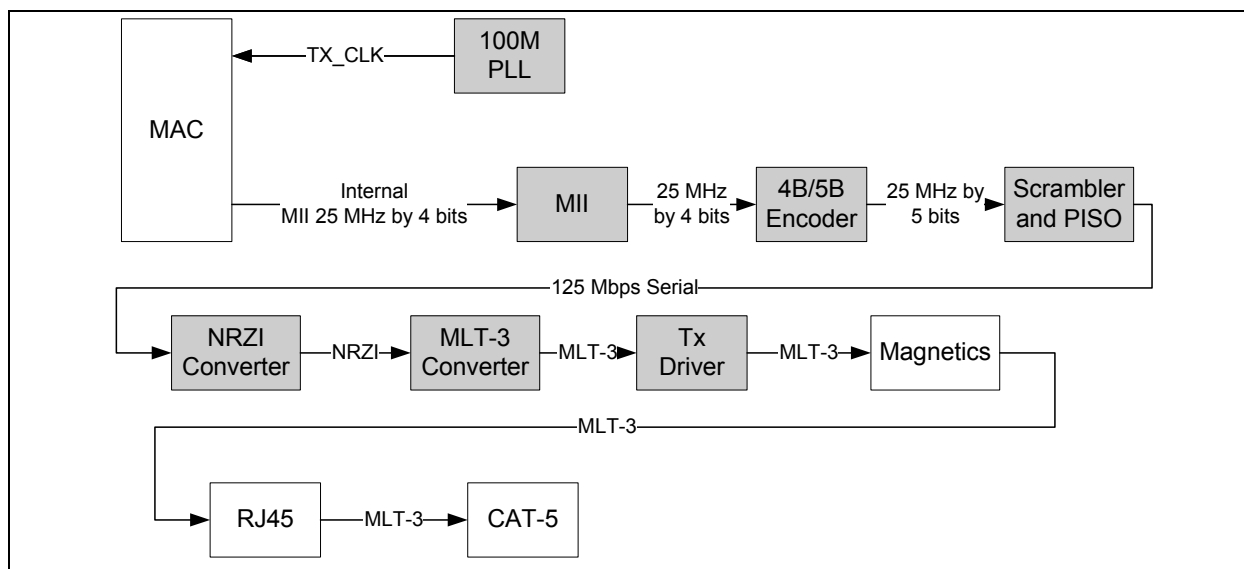 TX_CLK
100M
PLL
MAC
Internal
MII 25 MHz by 4 bits
MII
25 MHz
by 4 bits
4B/5B
Encoder
25 MHz by
5 bits
Scrambler
and PISO
125 Mbps Serial
NRZI
Converter
NRZI
MLT-3
Converter
MLT-3
Tx
Driver
MLT-3
Magnetics
MLT-3
RJ45
MLT-3
CAT-5